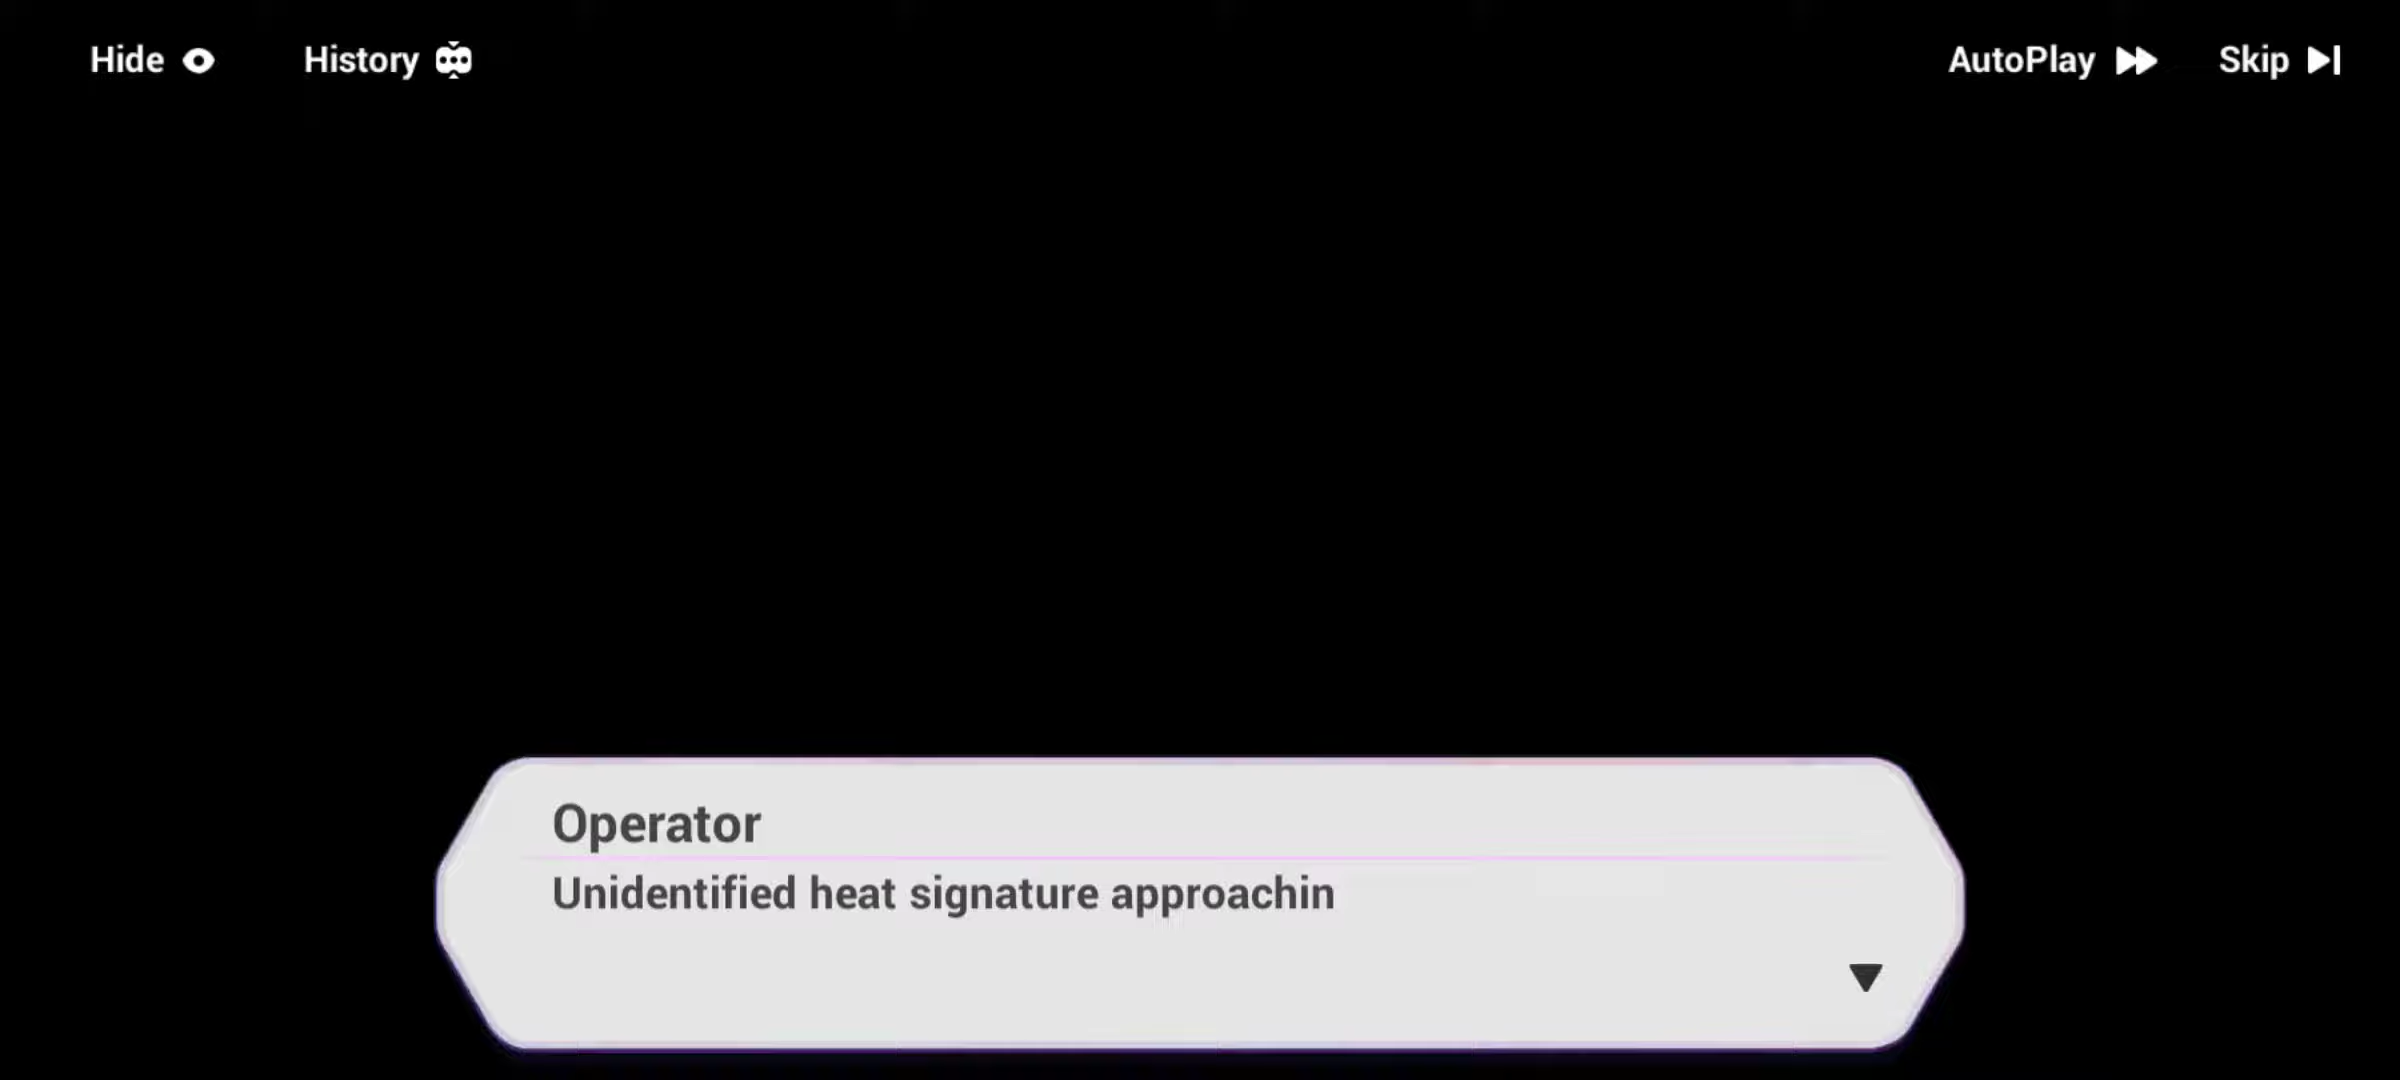 Hide
History
AutoPlay
Skip
Operator
Unidentified heat signature approachin